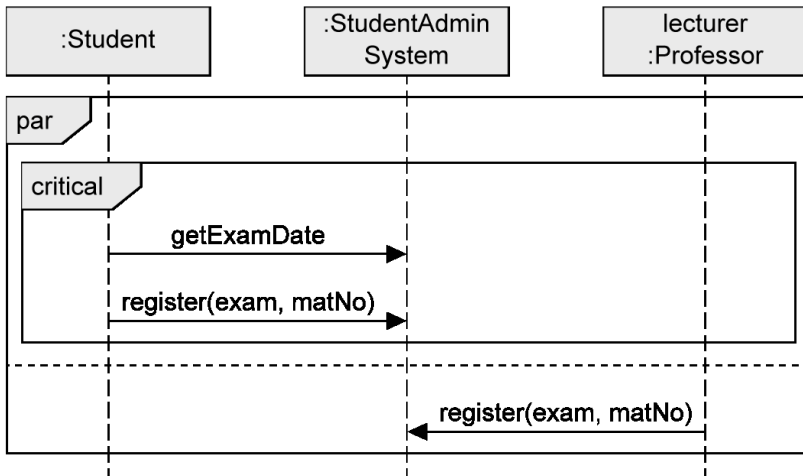 :Student
:StudentAdmin
System
lecturer
:Professor
par
critical
getExamDate
register(exam, matNo)
register(exam, matNo)